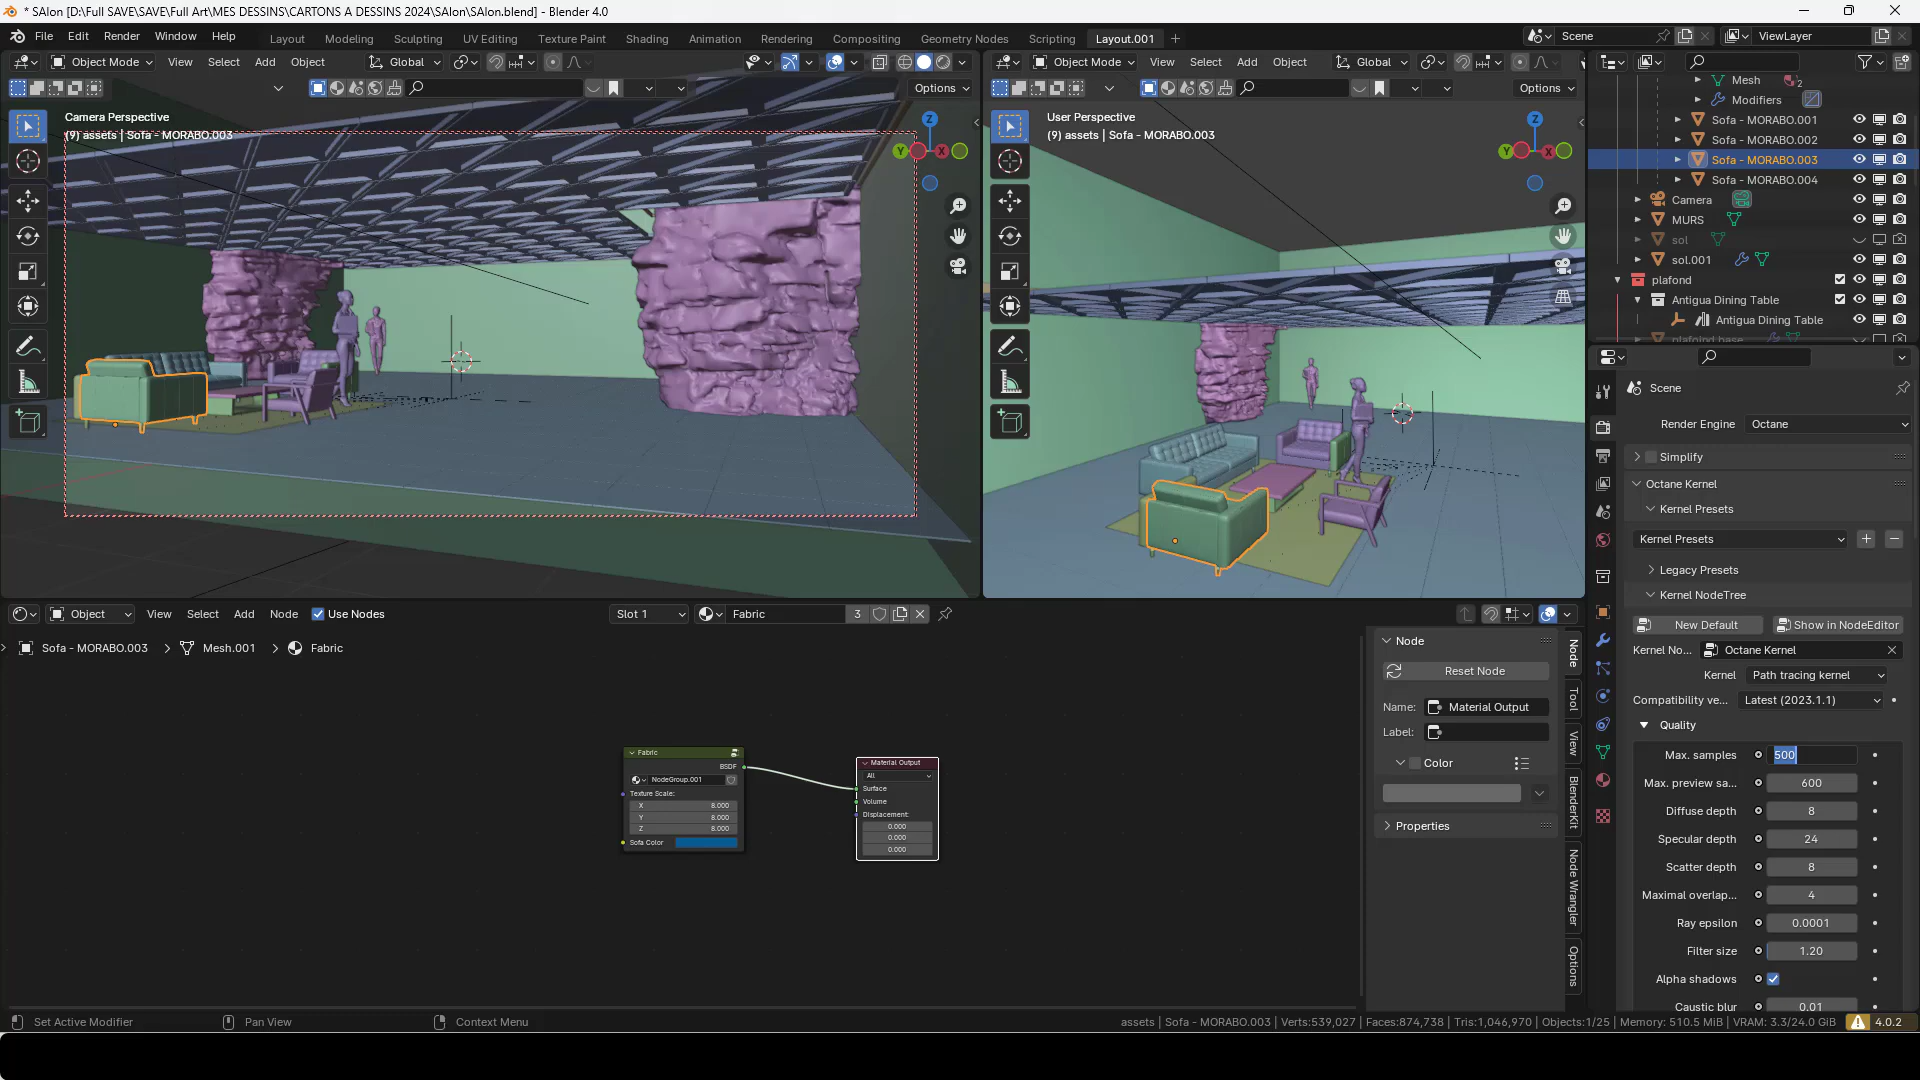 * SAlon [D:\Full SAVE\SAVE\Full Art\MES DESSINS\CARTONS A DESSINS 2024\SAlon\SAlon.blend] - Blender 4.0
File Edit Render Window Help
Layout Modeling Sculpting UV Editing Texture Paint Shading Animation Rendering Compositing Geometry Nodes Scripting Layout.001 +
Scene
ViewLayer
Object Mode View Select Add Object Global
Options
Camera Perspective
(9) assets | Sofa - MORABO.003
Z
Y
X
Object Mode View Select Add Object Global
Options
User Perspective
(9) assets | Sofa - MORABO.003
Z
Y
X
Mesh 2
Modifiers
Sofa - MORABO.001
Sofa - MORABO.002
Sofa - MORABO.003
Sofa - MORABO.004
Camera
MURS
sol
sol.001
plafond
Antigua Dining Table
Antigua Dining Table
plafoind base
Scene
Render Engine Octane
Simplify
Octane Kernel
Kernel Presets
Kernel Presets
Legacy Presets
Kernel NodeTree
New Default Show in NodeEditor
Kernel No... Octane Kernel
Kernel Path tracing kernel
Compatibility ve... Latest (2023.1.1)
Quality
Max. samples 500
Max. preview sa... 600
Diffuse depth 8
Specular depth 24
Scatter depth 8
Maximal overlap... 4
Ray epsilon 0.0001
Filter size 1.20
Alpha shadows
Caustic blur 0.01
Object View Select Add Node Use Nodes Slot 1 Fabric 3
Sofa - MORABO.003 > Mesh.001 > Fabric
Fabric
BSDF
NodeGroup.001
Texture Scale:
X 8.000
Y 8.000
Z 8.000
Sofa Color
Material Output
All
Surface
Volume
Displacement:
0.000
0.000
0.000
Node
Reset Node
Name: Material Output
Label:
Color
Properties
Node
Tool
View
BlenderKit
Node Wrangler
Options
Set Active Modifier Pan View Context Menu
assets | Sofa - MORABO.003 | Verts:539,027 | Faces:874,738 | Tris:1,046,970 | Objects:1/25 | Memory: 510.5 MiB | VRAM: 3.3/24.0 GiB 4.0.2